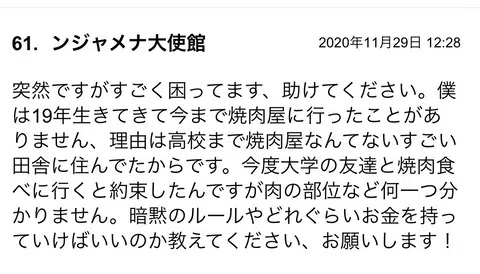 61. ンジャメナ大使館 2020年11月29日 12:28
突然ですがすごく困ってます、助けてください。僕
は19年生きてきて今まで焼肉屋に行ったことがあ
りません、理由は高校まで焼肉屋なんてないすごい
田舎に住んでたからです。今度大学の友達と焼肉食
べに行くと約束したんですが肉の部位など何一つ分
かりません。暗黙のルールやどれぐらいお金を持っ
ていけばいいのか教えてください、お願いします！